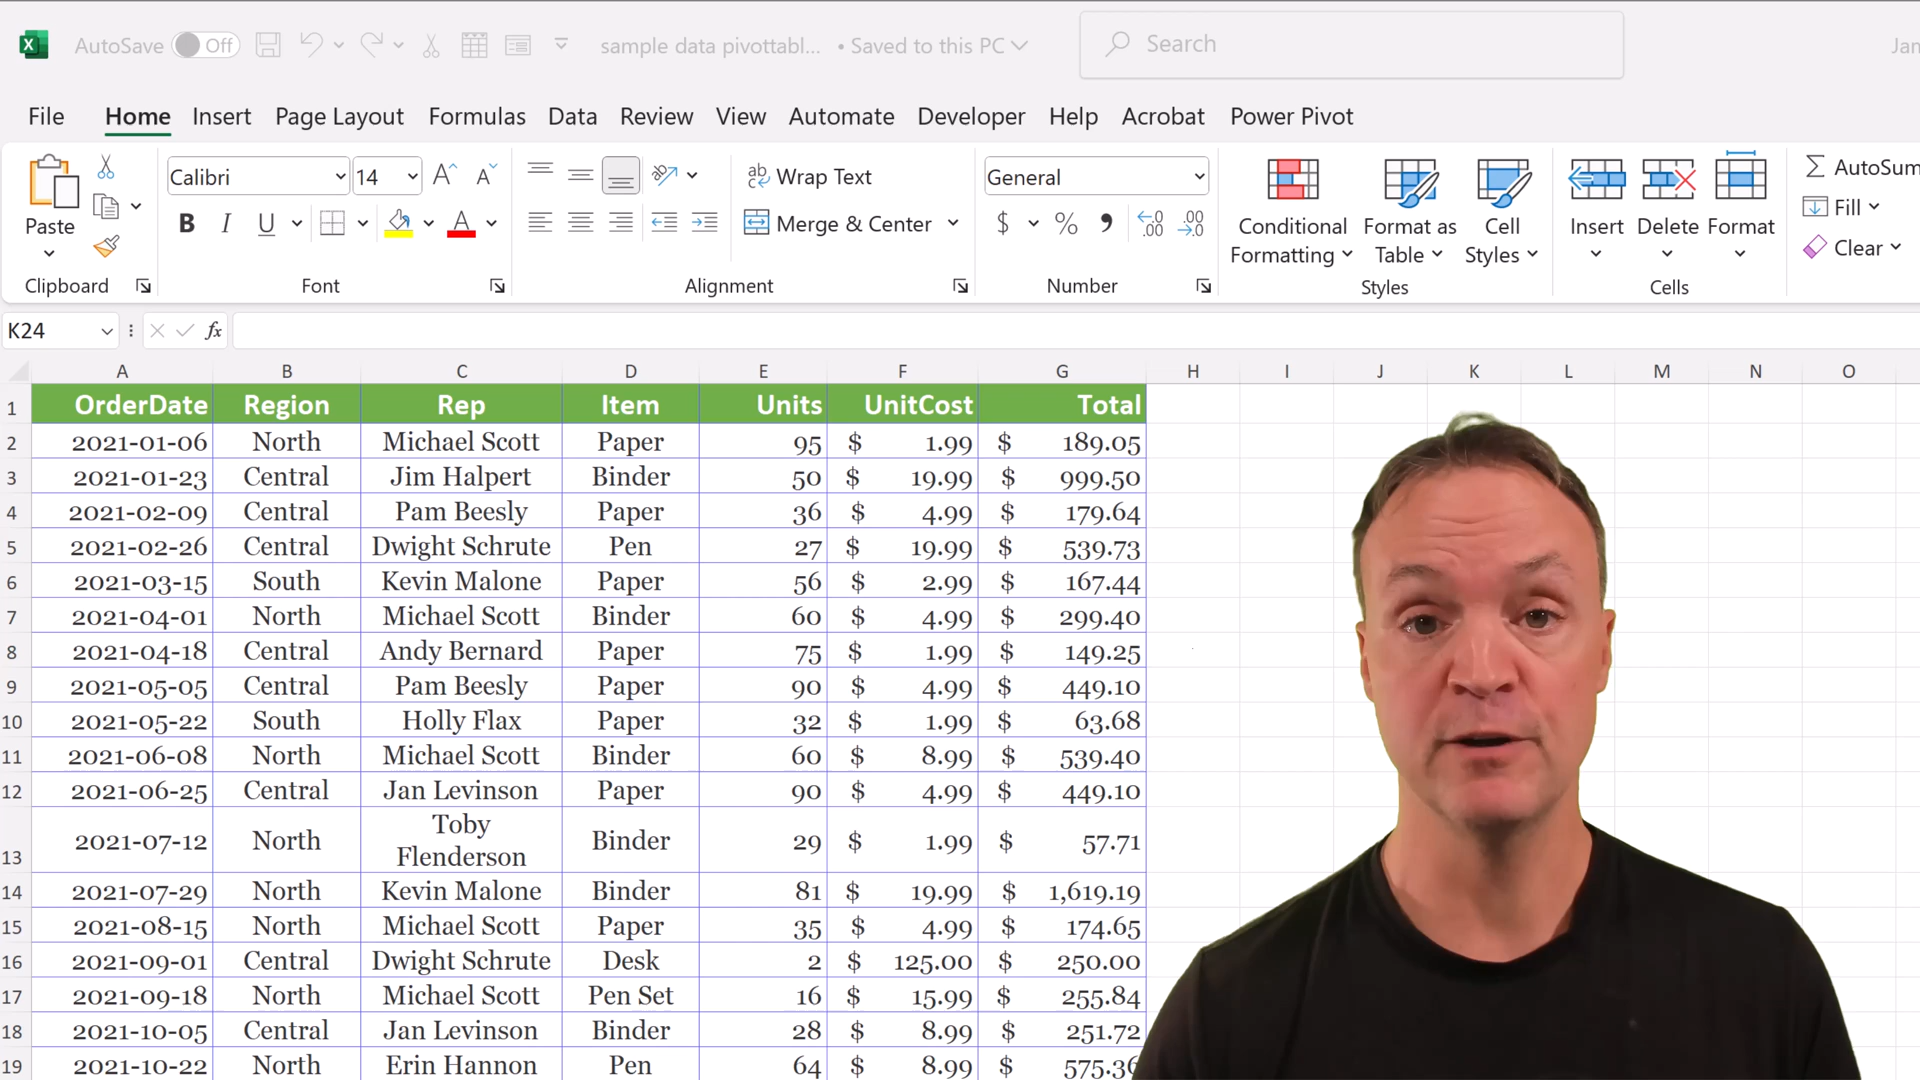 AutoSave Off sample data pivottabl... • Saved to this PC Search Jam
File Home Insert Page Layout Formulas Data Review View Automate Developer Help Acrobat Power Pivot
Paste Calibri 14 Wrap Text General Conditional Formatting Format as Table Cell Styles Insert Delete Format AutoSum
B I U A Merge & Center $ % Fill
Clear
Clipboard Font Alignment Number Styles Cells
K24 fx
A B C D E F G H I J K L M N O
1 OrderDate Region Rep Item Units UnitCost Total
2 2021-01-06 North Michael Scott Paper 95 $ 1.99 $ 189.05
3 2021-01-23 Central Jim Halpert Binder 50 $ 19.99 $ 999.50
4 2021-02-09 Central Pam Beesly Paper 36 $ 4.99 $ 179.64
5 2021-02-26 Central Dwight Schrute Pen 27 $ 19.99 $ 539.73
6 2021-03-15 South Kevin Malone Paper 56 $ 2.99 $ 167.44
7 2021-04-01 North Michael Scott Binder 60 $ 4.99 $ 299.40
8 2021-04-18 Central Andy Bernard Paper 75 $ 1.99 $ 149.25
9 2021-05-05 Central Pam Beesly Paper 90 $ 4.99 $ 449.10
10 2021-05-22 South Holly Flax Paper 32 $ 1.99 $ 63.68
11 2021-06-08 North Michael Scott Binder 60 $ 8.99 $ 539.40
12 2021-06-25 Central Jan Levinson Paper 90 $ 4.99 $ 449.10
13 2021-07-12 North Toby Flenderson Binder 29 $ 1.99 $ 57.71
14 2021-07-29 North Kevin Malone Binder 81 $ 19.99 $ 1,619.19
15 2021-08-15 North Michael Scott Paper 35 $ 4.99 $ 174.65
16 2021-09-01 Central Dwight Schrute Desk 2 $ 125.00 $ 250.00
17 2021-09-18 North Michael Scott Pen Set 16 $ 15.99 $ 255.84
18 2021-10-05 Central Jan Levinson Binder 28 $ 8.99 $ 251.72
19 2021-10-22 North Erin Hannon Pen 64 $ 8.99 $ 575.36